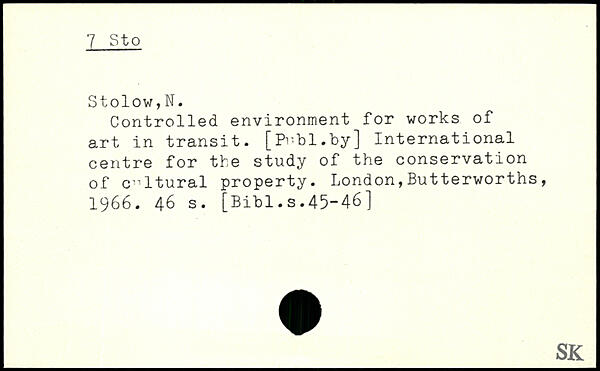 7 Sto
Stolow,N.
Controlled environment for works of
art in transit. [Publ.by] International
centre for the study of the conservation
of cultural property. London,Butterworths,
1966. 46 s. [Bibl.s.45-46]
SK